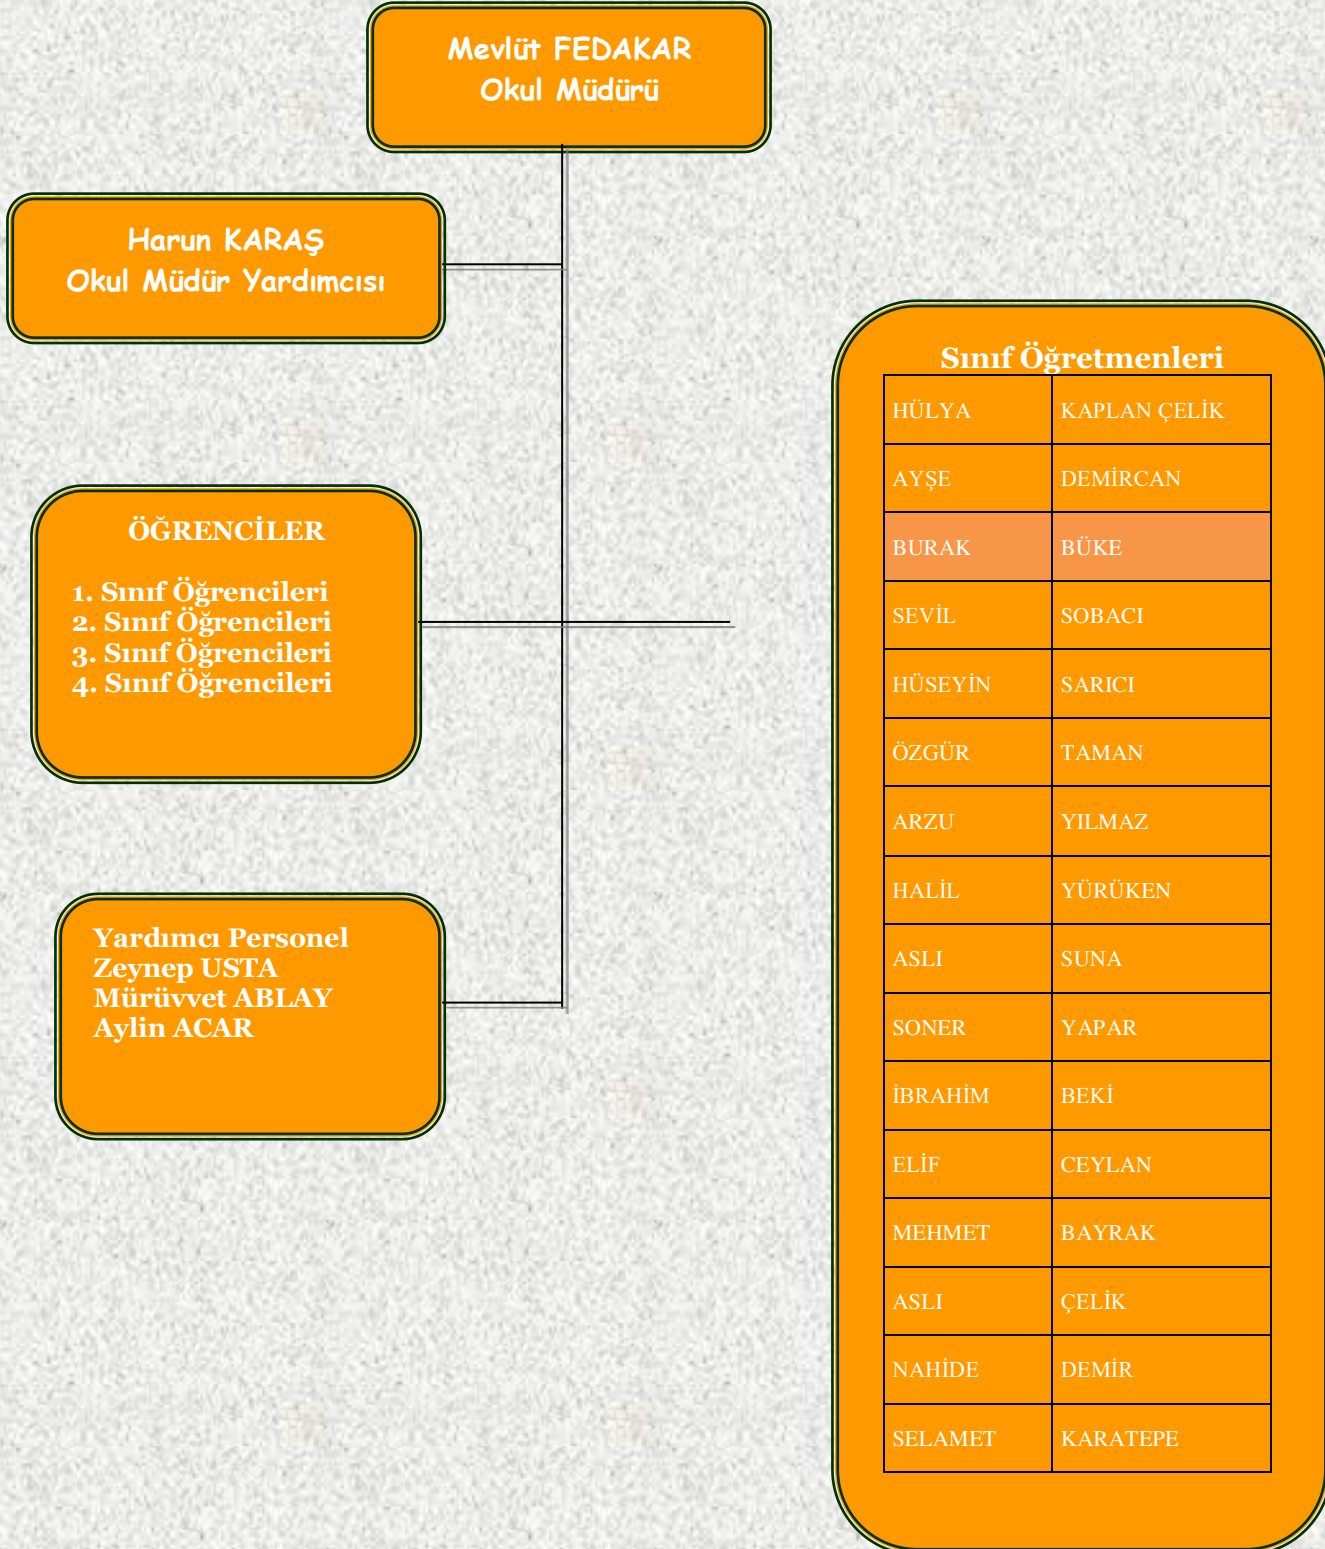 Mevlüt FEDAKAR
Okul Müdürü
Harun KARAŞ
Okul Müdür Yardımcısı
ÖĞRENCİLER
1. Sınıf Öğrencileri
2. Sınıf Öğrencileri
3. Sınıf Öğrencileri
4. Sınıf Öğrencileri
Yardımcı Personel
Zeynep USTA
Mürüvvet ABLAY
Aylin ACAR
Sınıf Öğretmenleri
HÜLYA KAPLAN ÇELİK
AYŞE DEMİRCAN
BURAK BÜKE
SEVİL SOBACI
HÜSEYİN SARICI
ÖZGÜR TAMAN
ARZU YILMAZ
HALİL YÜRÜKEN
ASLI SUNA
SONER YAPAR
İBRAHİM BEKİ
ELİF CEYLAN
MEHMET BAYRAK
ASLI ÇELİK
NAHİDE DEMİR
SELAMET KARATEPE